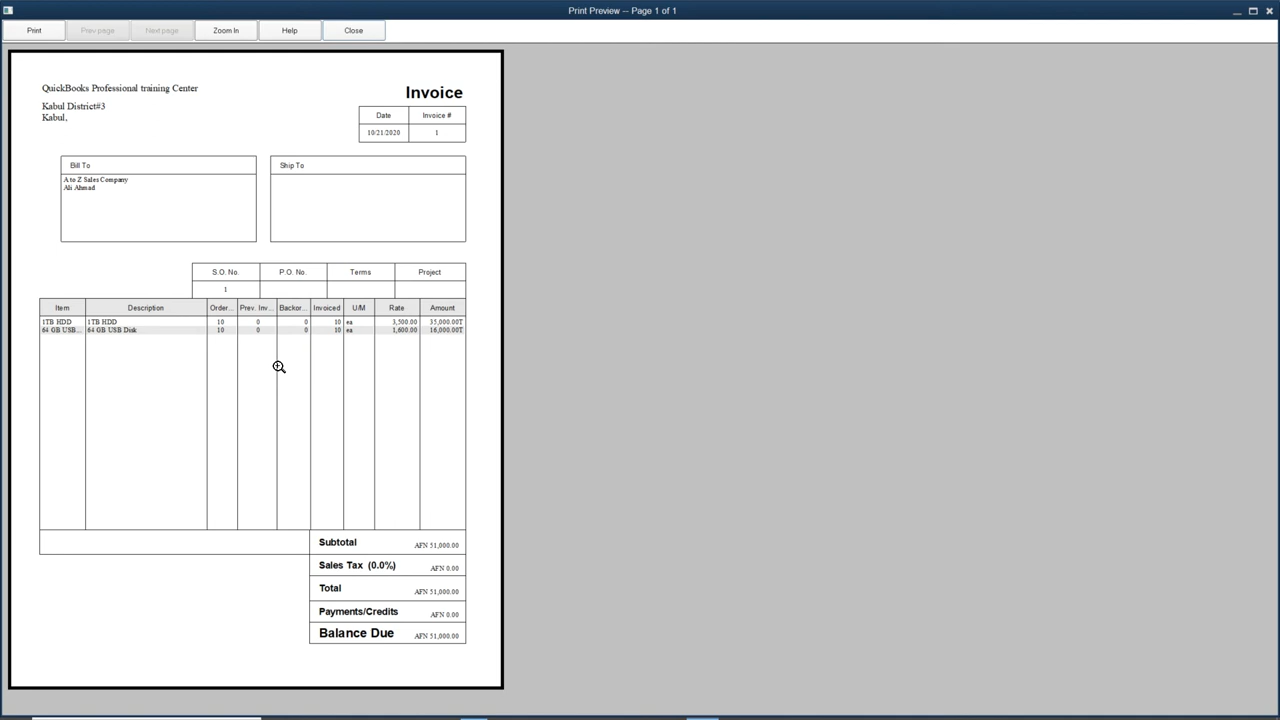 Print Preview -- Page 1 of 1
Print Prev page Next page Zoom In Help Close
QuickBooks Professional training Center
Kabul District#3
Kabul,
Invoice
Date Invoice #
10/21/2020 1
Bill To
A to Z Sales Company
Ali Ahmad
Ship To
S.O. No. P.O. No. Terms Project
1
Item Description Order... Prev. Inv... Backor... Invoiced U/M Rate Amount
1TB HDD 1TB HDD 10 0 0 10 ea 3,500.00 35,000.00T
64 GB USB... 64 GB USB Disk 10 0 0 10 ea 1,600.00 16,000.00T
Subtotal AFN 51,000.00
Sales Tax (0.0%) AFN 0.00
Total AFN 51,000.00
Payments/Credits AFN 0.00
Balance Due AFN 51,000.00